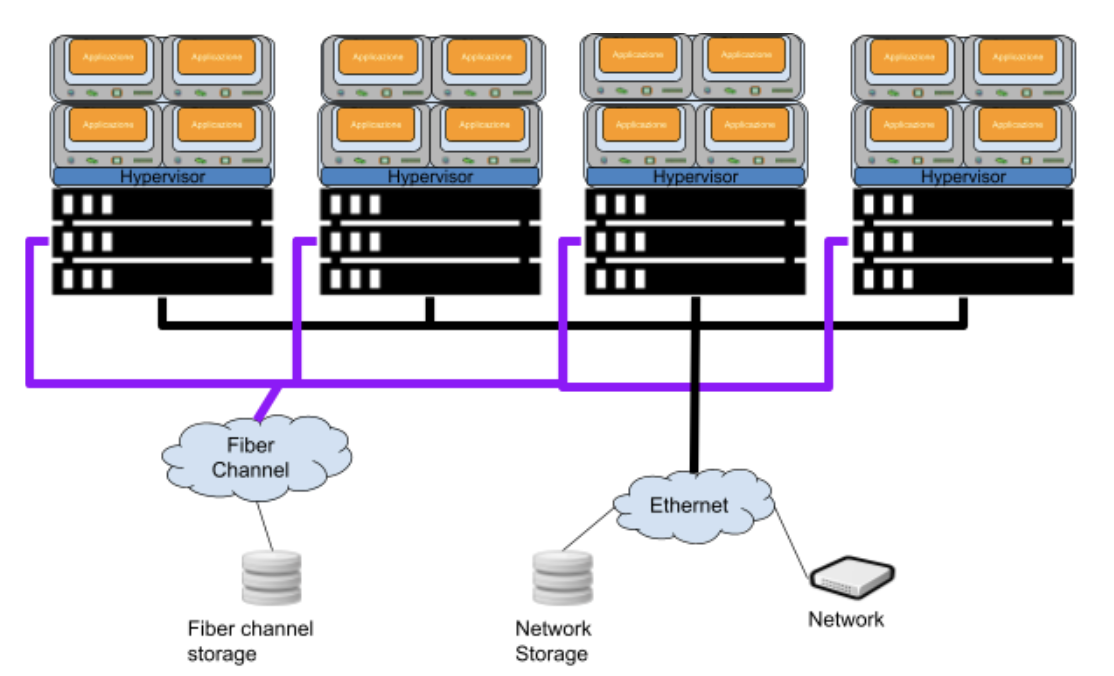 Applicazione Applicazione Applicazione Applicazione Applicazione Applicazione Applicazione Applicazione
Applicazione Applicazione Applicazione Applicazione Applicazione Applicazione Applicazione Applicazione
Hypervisor Hypervisor Hypervisor Hypervisor
Fiber
Channel
Ethernet
Fiber channel
storage
Network
Storage
Network